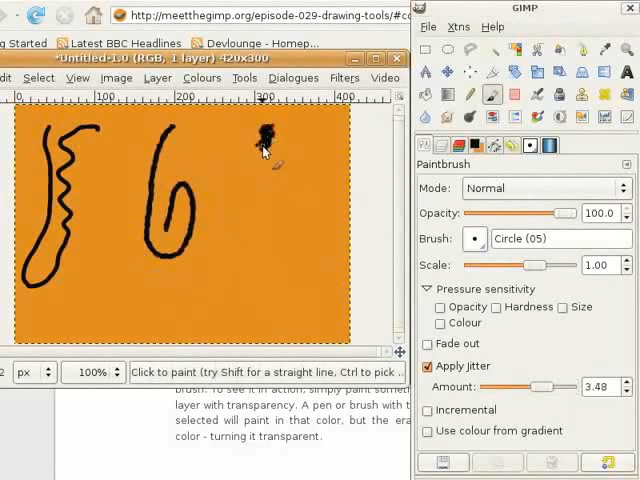 http://meetthegimp.org/episode-029-drawing-tools/#co
g Started
Latest BBC Headlines
Devlounge - Homep...
*Untitled-1.0 (RGB, 1 layer) 420x300
dit Select View Image Layer Colours Tools Dialogues Filters Video
0 100 200 300 400
6
2 px 100% Click to paint (try Shift for a straight line, Ctrl to pick ...
brush. To see it in action, simply paint
layer with transparency. A pen or brush with t
selected will paint in that color, but the era
color - turning it transparent.
GIMP
File Xtns Help
Paintbrush
Mode: Normal
Opacity: 100.0
Brush: Circle (05)
Scale: 1.00
Pressure sensitivity
Opacity Hardness Size
Colour
Fade out
Apply Jitter
Amount: 3.48
Incremental
Use colour from gradient